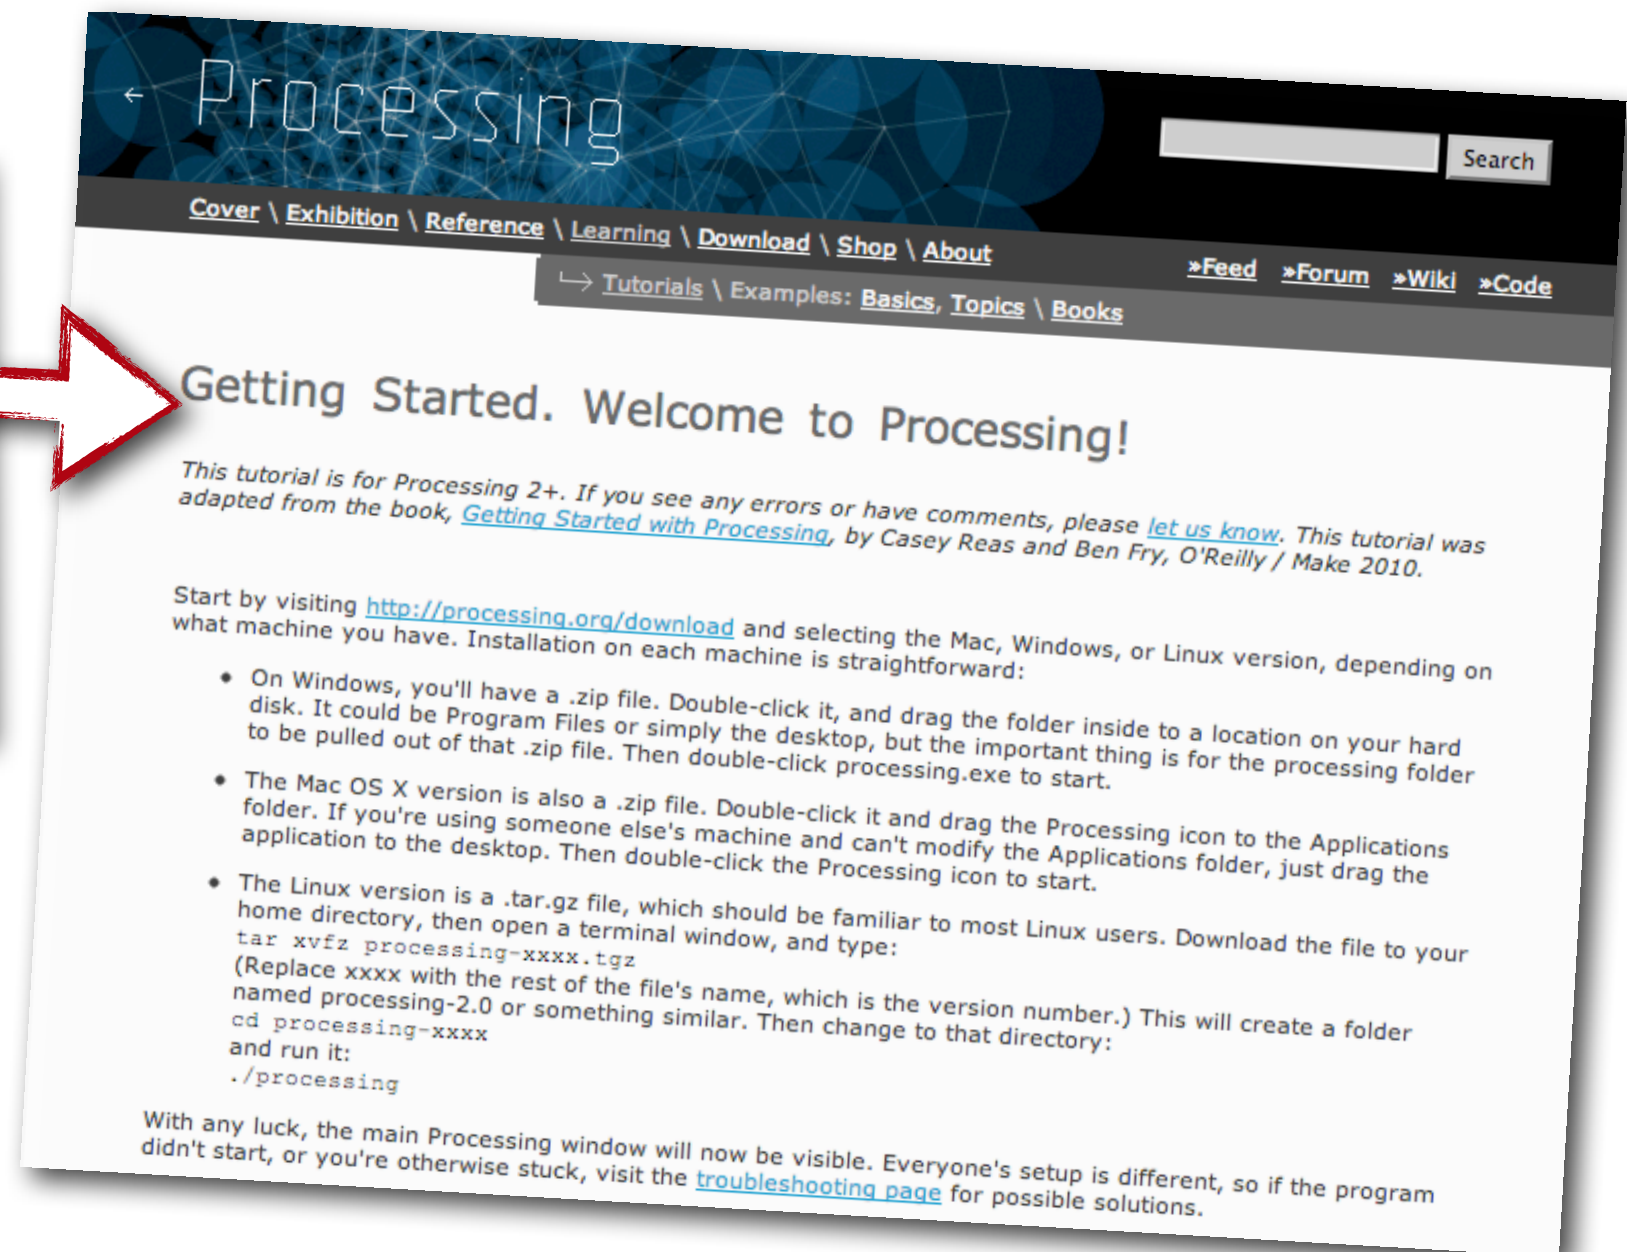 ← Processing
Search
Cover \ Exhibition \ Reference \ Learning \ Download \ Shop \ About
»Feed »Forum »Wiki »Code
Tutorials \ Examples: Basics, Topics \ Books
Getting Started. Welcome to Processing!
This tutorial is for Processing 2+. If you see any errors or have comments, please let us know. This tutorial was
adapted from the book, Getting Started with Processing, by Casey Reas and Ben Fry, O'Reilly / Make 2010.
Start by visiting http://processing.org/download and selecting the Mac, Windows, or Linux version, depending on
what machine you have. Installation on each machine is straightforward:
• On Windows, you'll have a .zip file. Double-click it, and drag the folder inside to a location on your hard
disk. It could be Program Files or simply the desktop, but the important thing is for the processing folder
to be pulled out of that .zip file. Then double-click processing.exe to start.
• The Mac OS X version is also a .zip file. Double-click it and drag the Processing icon to the Applications
folder. If you're using someone else's machine and can't modify the Applications folder, just drag the
application to the desktop. Then double-click the Processing icon to start.
• The Linux version is a .tar.gz file, which should be familiar to most Linux users. Download the file to your
home directory, then open a terminal window, and type:
tar xvfz processing-xxxx.tgz
(Replace xxxx with the rest of the file's name, which is the version number.) This will create a folder
named processing-2.0 or something similar. Then change to that directory:
cd processing-xxxx
and run it:
./processing
With any luck, the main Processing window will now be visible. Everyone's setup is different, so if the program
didn't start, or you're otherwise stuck, visit the troubleshooting page for possible solutions.